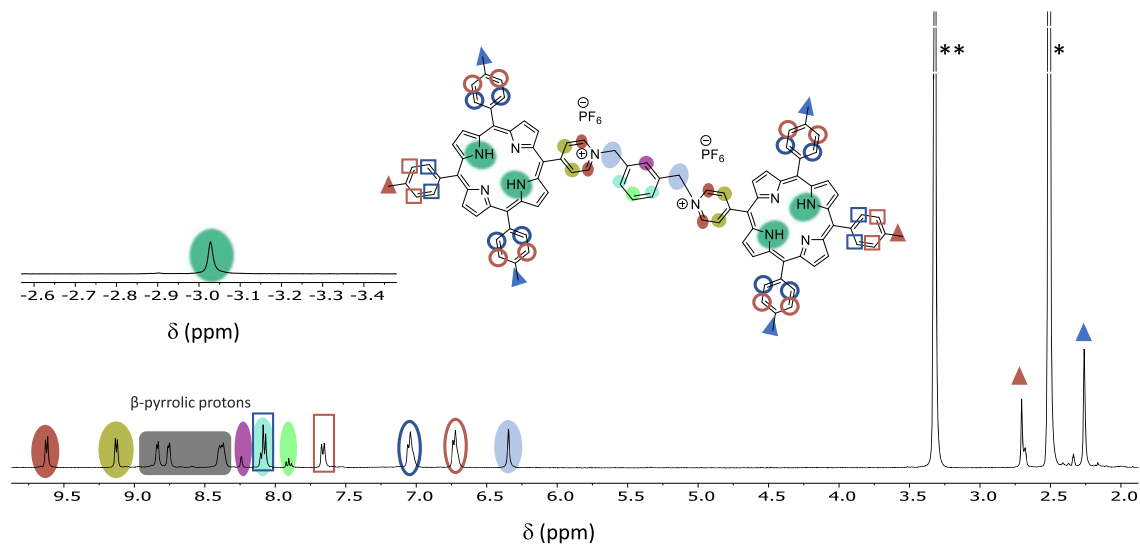 **
*
⊖
PF6
⊖
PF6
NH
N
N
HN
N
⊕
N
⊕
N
HN
NH
N
-2.6 -2.7 -2.8 -2.9 -3.0 -3.1 -3.2 -3.3 -3.4
δ (ppm)
β-pyrrolic protons
9.5 9.0 8.5 8.0 7.5 7.0 6.5 6.0 5.5 5.0 4.5 4.0 3.5 3.0 2.5 2.0
δ (ppm)